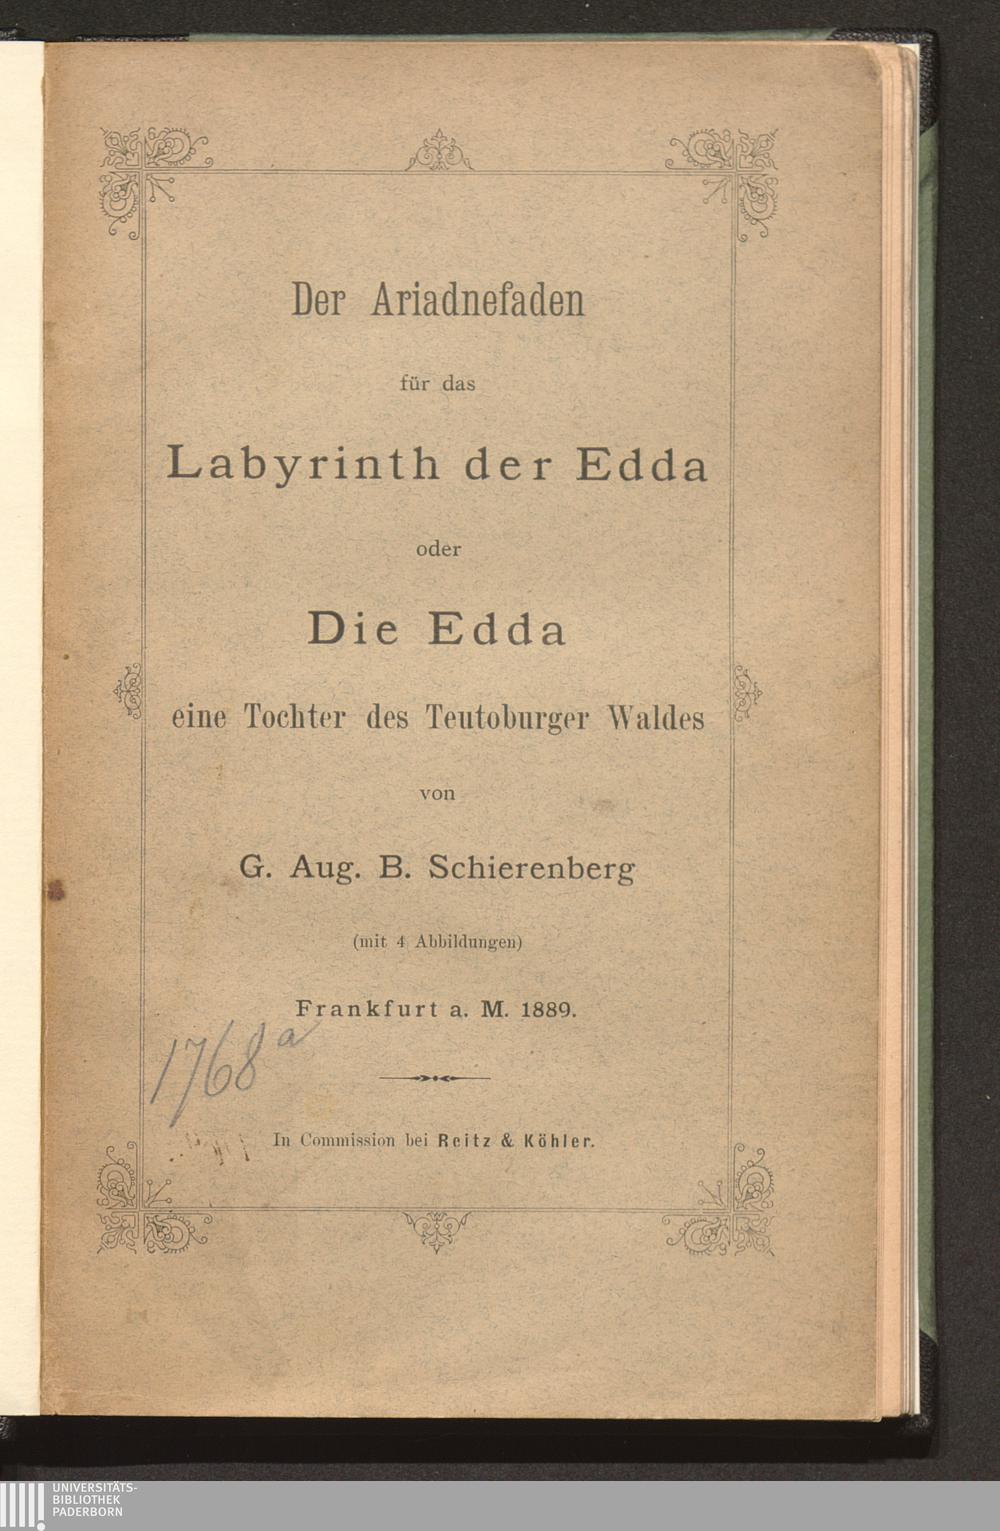 Der Ariadnefaden
für das
Labyrinth der Edda
oder
Die Edda
eine Tochter des Teutoburger Waldes
von
G. Aug. B. Schierenberg
(mit 4 Abbildungen)
Frankfurt a. M. 1889.
1768 a
In Commission bei Reitz & Köhler.
UNIVERSITÄTS-
BIBLIOTHEK
PADERBORN